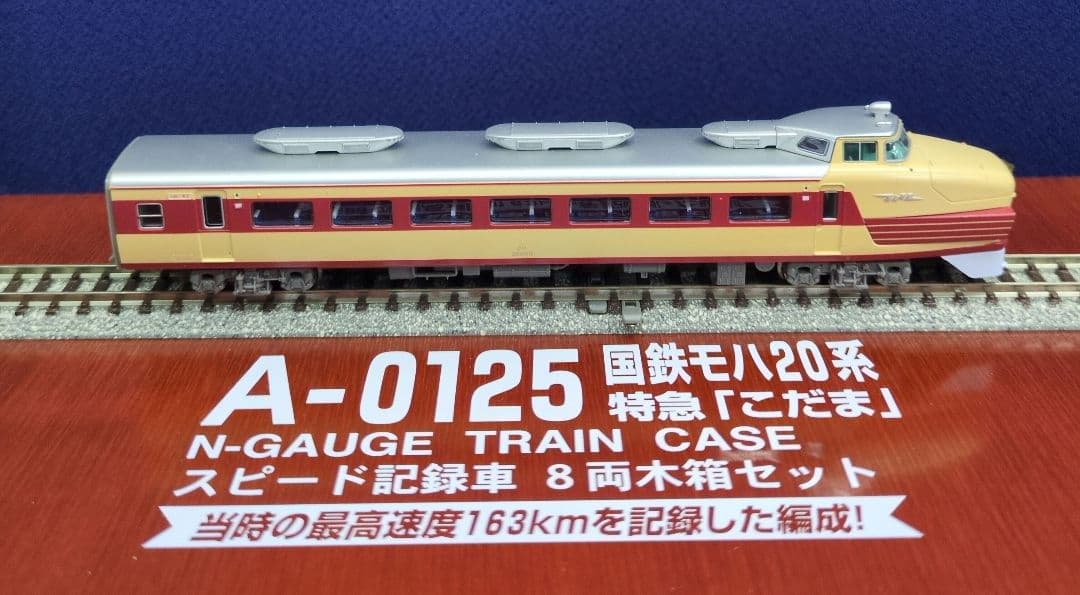 A-0125 国鉄モハ20系
特急「こだま」
N-GAUGE TRAIN CASE
スピード記録車 8両木箱セット
当時の最高速度163kmを記録した編成!